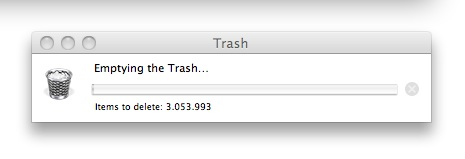 Trash
Emptying the Trash...
Items to delete: 3.053.993